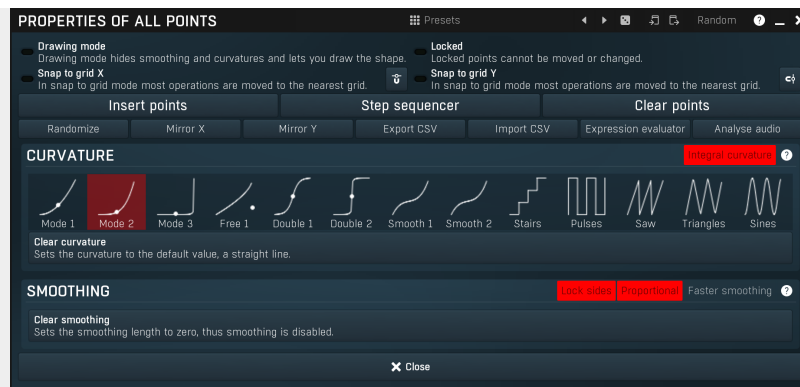 PROPERTIES OF ALL POINTS Presets Random ?
Drawing mode
Drawing mode hides smoothing and curvatures and lets you draw the shape.
Locked
Locked points cannot be moved or changed.
Snap to grid X
In snap to grid mode most operations are moved to the nearest grid.
Snap to grid Y
In snap to grid mode most operations are moved to the nearest grid.
Insert points Step sequencer Clear points
Randomize Mirror X Mirror Y Export CSV Import CSV Expression evaluator Analyse audio
CURVATURE Integral curvature ?
Mode 1 Mode 2 Mode 3 Free 1 Double 1 Double 2 Smooth 1 Smooth 2 Stairs Pulses Saw Triangles Sines
Clear curvature
Sets the curvature to the default value, a straight line.
SMOOTHING Lock sides Proportional Faster smoothing ?
Clear smoothing
Sets the smoothing length to zero, thus smoothing is disabled.
Close